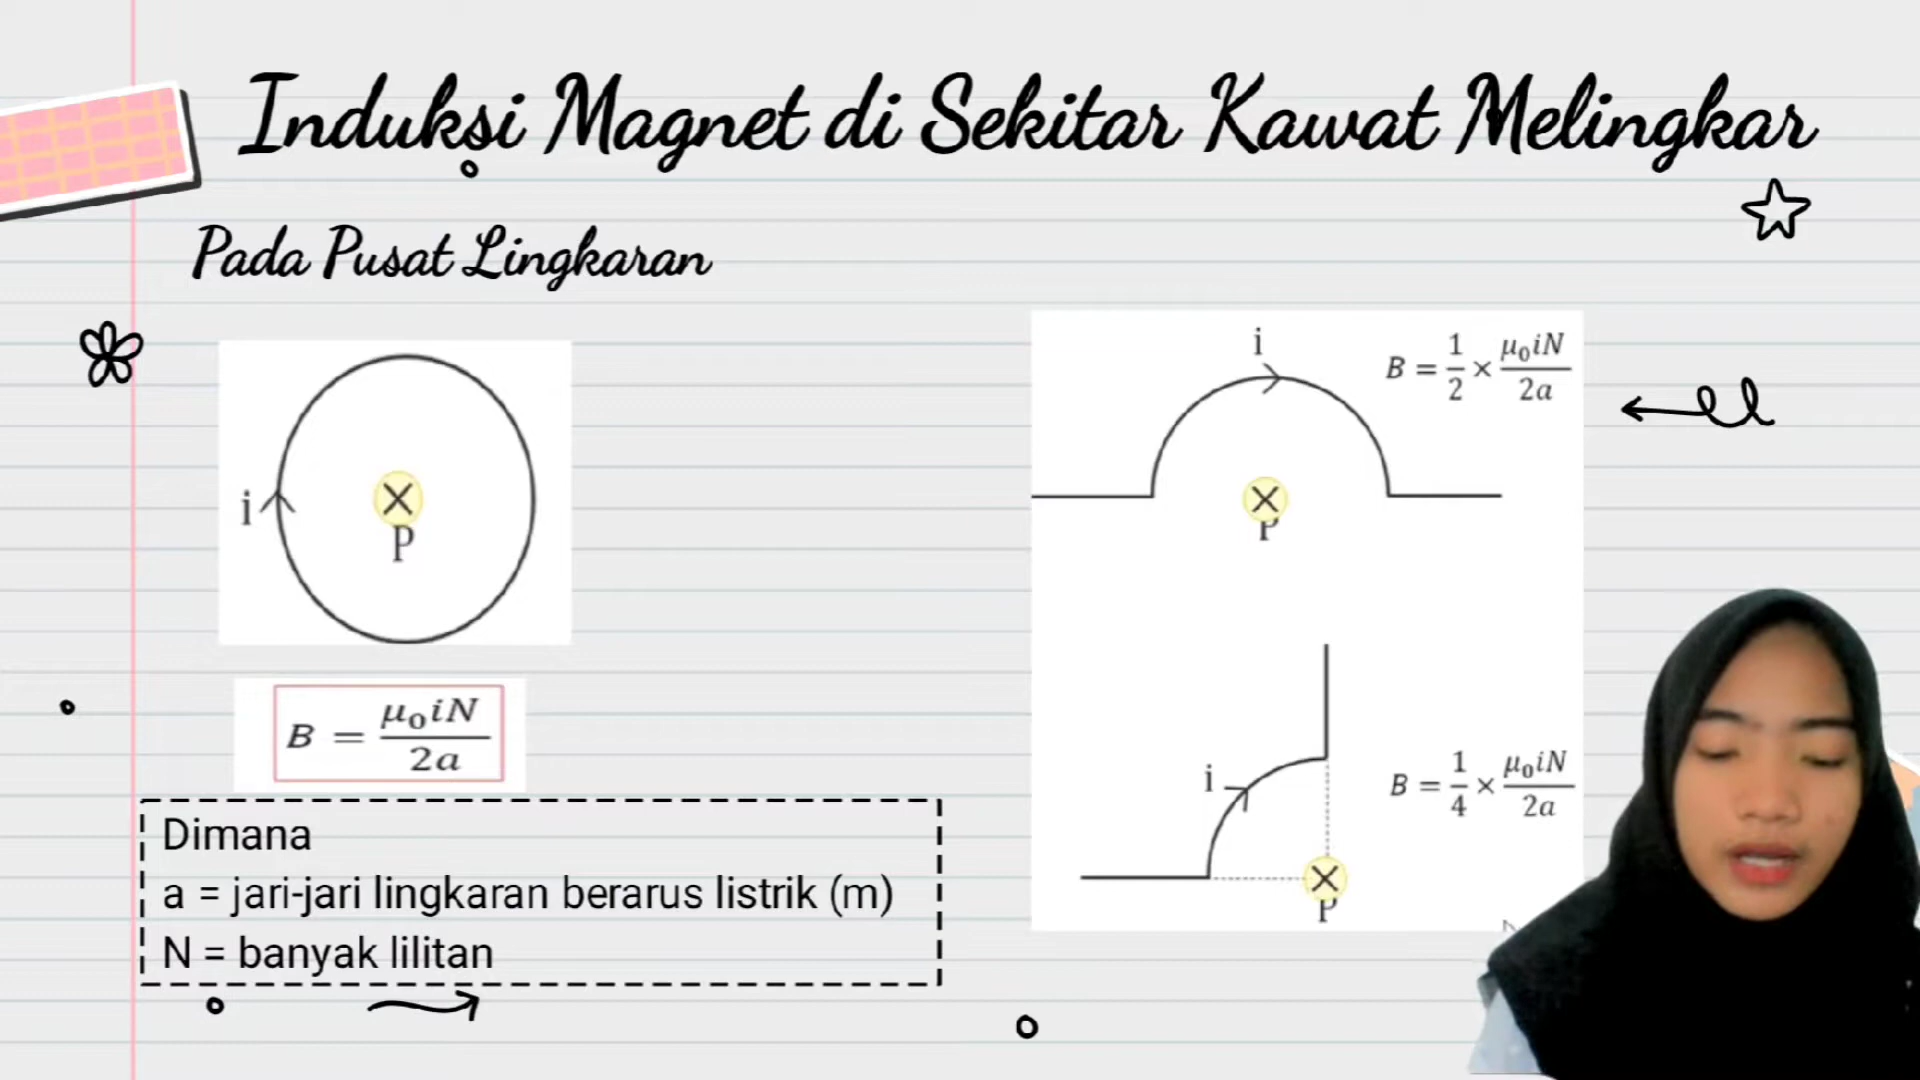 Induksi Magnet di Sekitar Kawat Melingkar
Pada Pusat Lingkaran
i
P
B = μ₀iN / 2a
Dimana
a = jari-jari lingkaran berarus listrik (m)
N = banyak lilitan
i
B = 1/2 × μ₀iN / 2a
P
i
B = 1/4 × μ₀iN / 2a
P